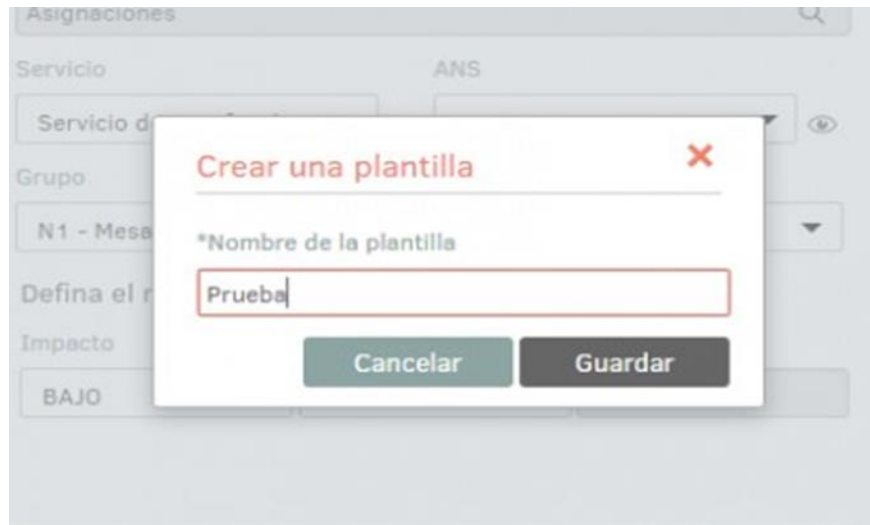 Asignaciones
Servicio ANS
Servicio d
Crear una plantilla
Grupo
N1 - Mesa
*Nombre de la plantilla
Defina el r
Prueba
Impacto
Cancelar Guardar
BAJO